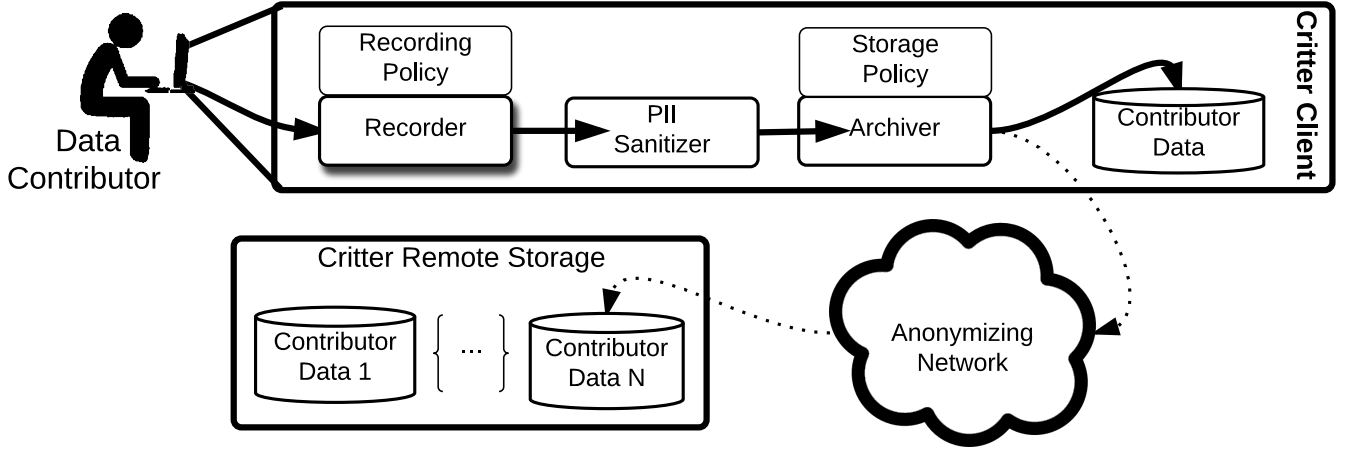 Data
Contributor
Recording
Policy
Recorder
PII
Sanitizer
Storage
Policy
Archiver
Contributor
Data
Critter Client
Critter Remote Storage
Contributor
Data 1
{ ... }
Contributor
Data N
Anonymizing
Network